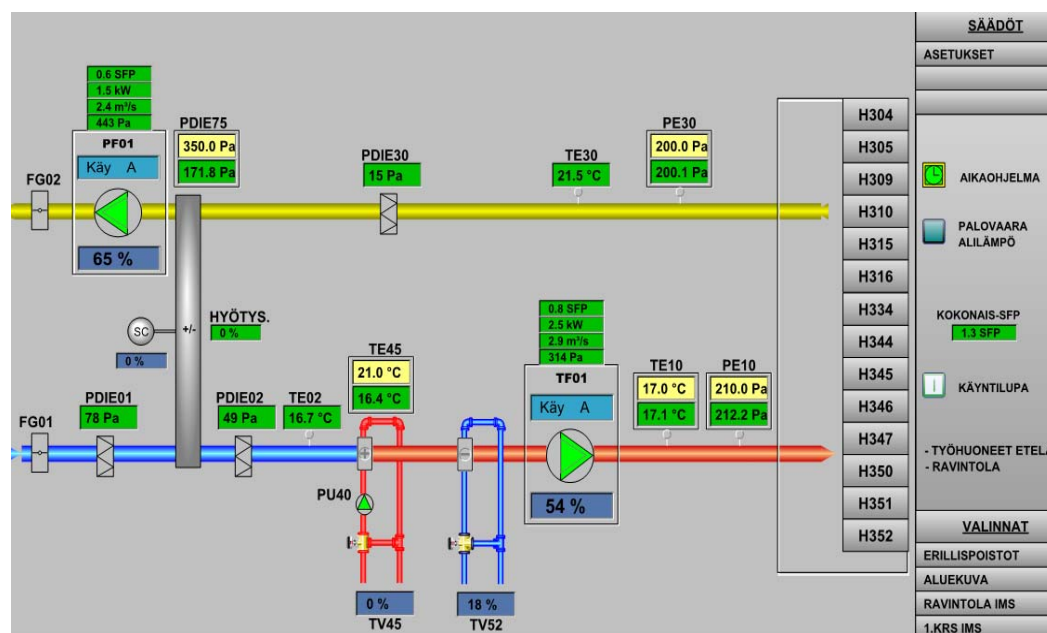 SÄÄDÖT
ASETUKSET
0.6 SFP
1.5 kW
2.4 m³/s
443 Pa
PF01
Käy A
65 %
FG02
PDIE75
350.0 Pa
171.8 Pa
PDIE30
15 Pa
TE30
21.5 °C
PE30
200.0 Pa
200.1 Pa
H304
H305
H309
H310
H315
H316
H334
H344
H345
H346
H347
H350
H351
H352
AIKAOHJELMA
PALOVAARA
ALILÄMPÖ
KOKONAIS-SFP
1.3 SFP
KÄYNTILUPA
- TYÖHUONEET ETELÄ
- RAVINTOLA
SC
0 %
+/-
HYÖTYS.
0 %
FG01
PDIE01
78 Pa
PDIE02
49 Pa
TE02
16.7 °C
TE45
21.0 °C
16.4 °C
PU40
0 %
TV45
18 %
TV52
0.8 SFP
2.5 kW
2.9 m³/s
314 Pa
TF01
Käy A
54 %
TE10
17.0 °C
17.1 °C
PE10
210.0 Pa
212.2 Pa
VALINNAT
ERILLISPOISTOT
ALUEKUVA
RAVINTOLA IMS
1.KRS IMS